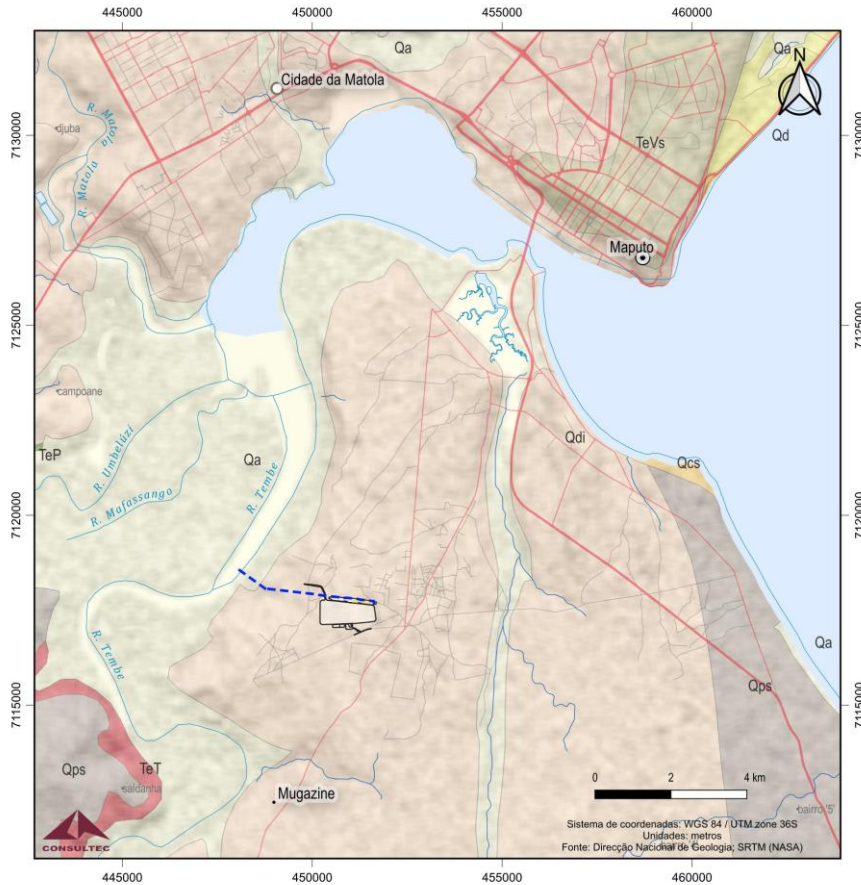 445000 450000 455000 460000
Qa
Qa
N
Cidade da Matola
R. Matola
djuba
7130000
7130000
Qd
TeVs
R. Matola
Maputo
7125000
7125000
campoane
Qdi
TeP
R. Umbelúzi
Qa
Qcs
R. Tembe
R. Mafassango
7120000
7120000
R. Tembe
Qa
7115000
7115000
Qps
Qps
TeT
saldanha
0 2 4 km
Mugazine
bairro '5'
Sistema de coordenadas: WGS 84 / UTM zone 36S
Unidades: metros
Fonte: Direcção Nacional de Geologia; SRTM (NASA)
CONSULTEC
445000 450000 455000 460000